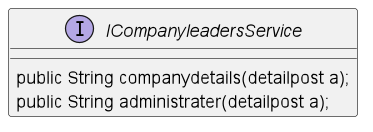 I ICompanyleadersService
public String companydetails(detailpost a);
public String administrater(detailpost a);